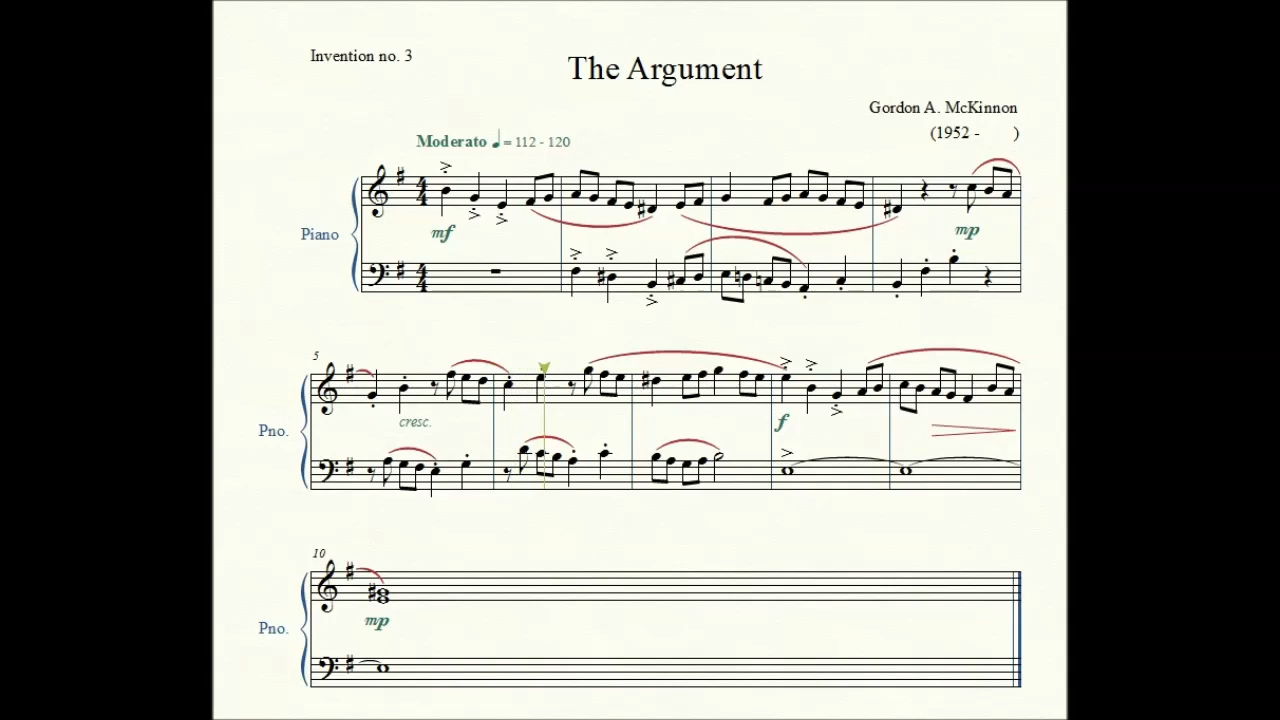 Invention no. 3
The Argument
Gordon A. McKinnon
(1952 - )
Moderato ♩ = 112 - 120
Piano
mf
mp
5
Pno.
cresc.
f
10
Pno.
mp